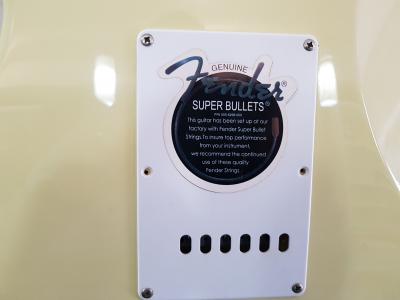 GENUINE
Fender®
SUPER BULLETS®
This guitar has been set up at our
factory with Fender Super Bullet
Strings. To insure top performance
from your instrument,
we recommend the continued
use of these quality
Fender Strings